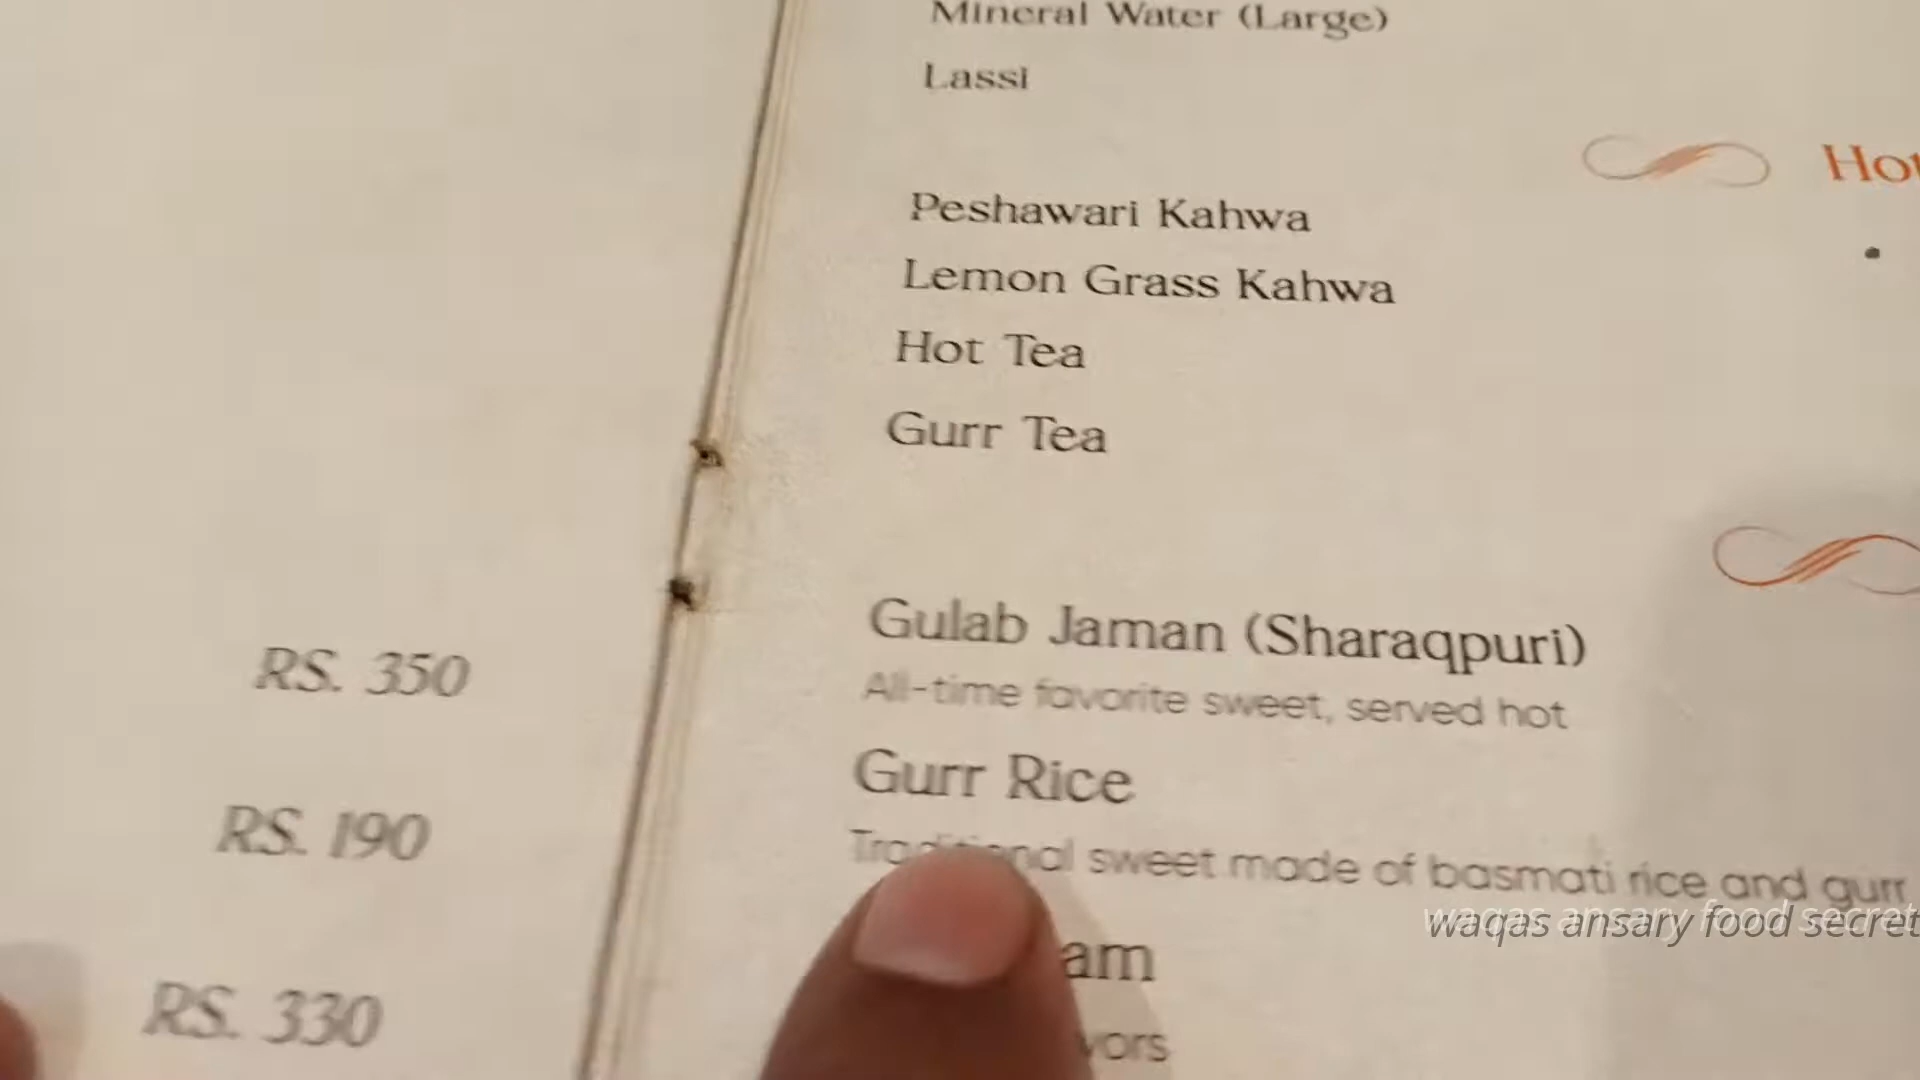 RS. 350
RS. 190
RS. 330
Mineral Water (Large)
Lassi
Hot
Peshawari Kahwa
Lemon Grass Kahwa
Hot Tea
Gurr Tea
Gulab Jaman (Sharaqpuri)
All-time favorite sweet, served hot
Gurr Rice
Traditional sweet made of basmati rice and gurr
waqas ansary food secret